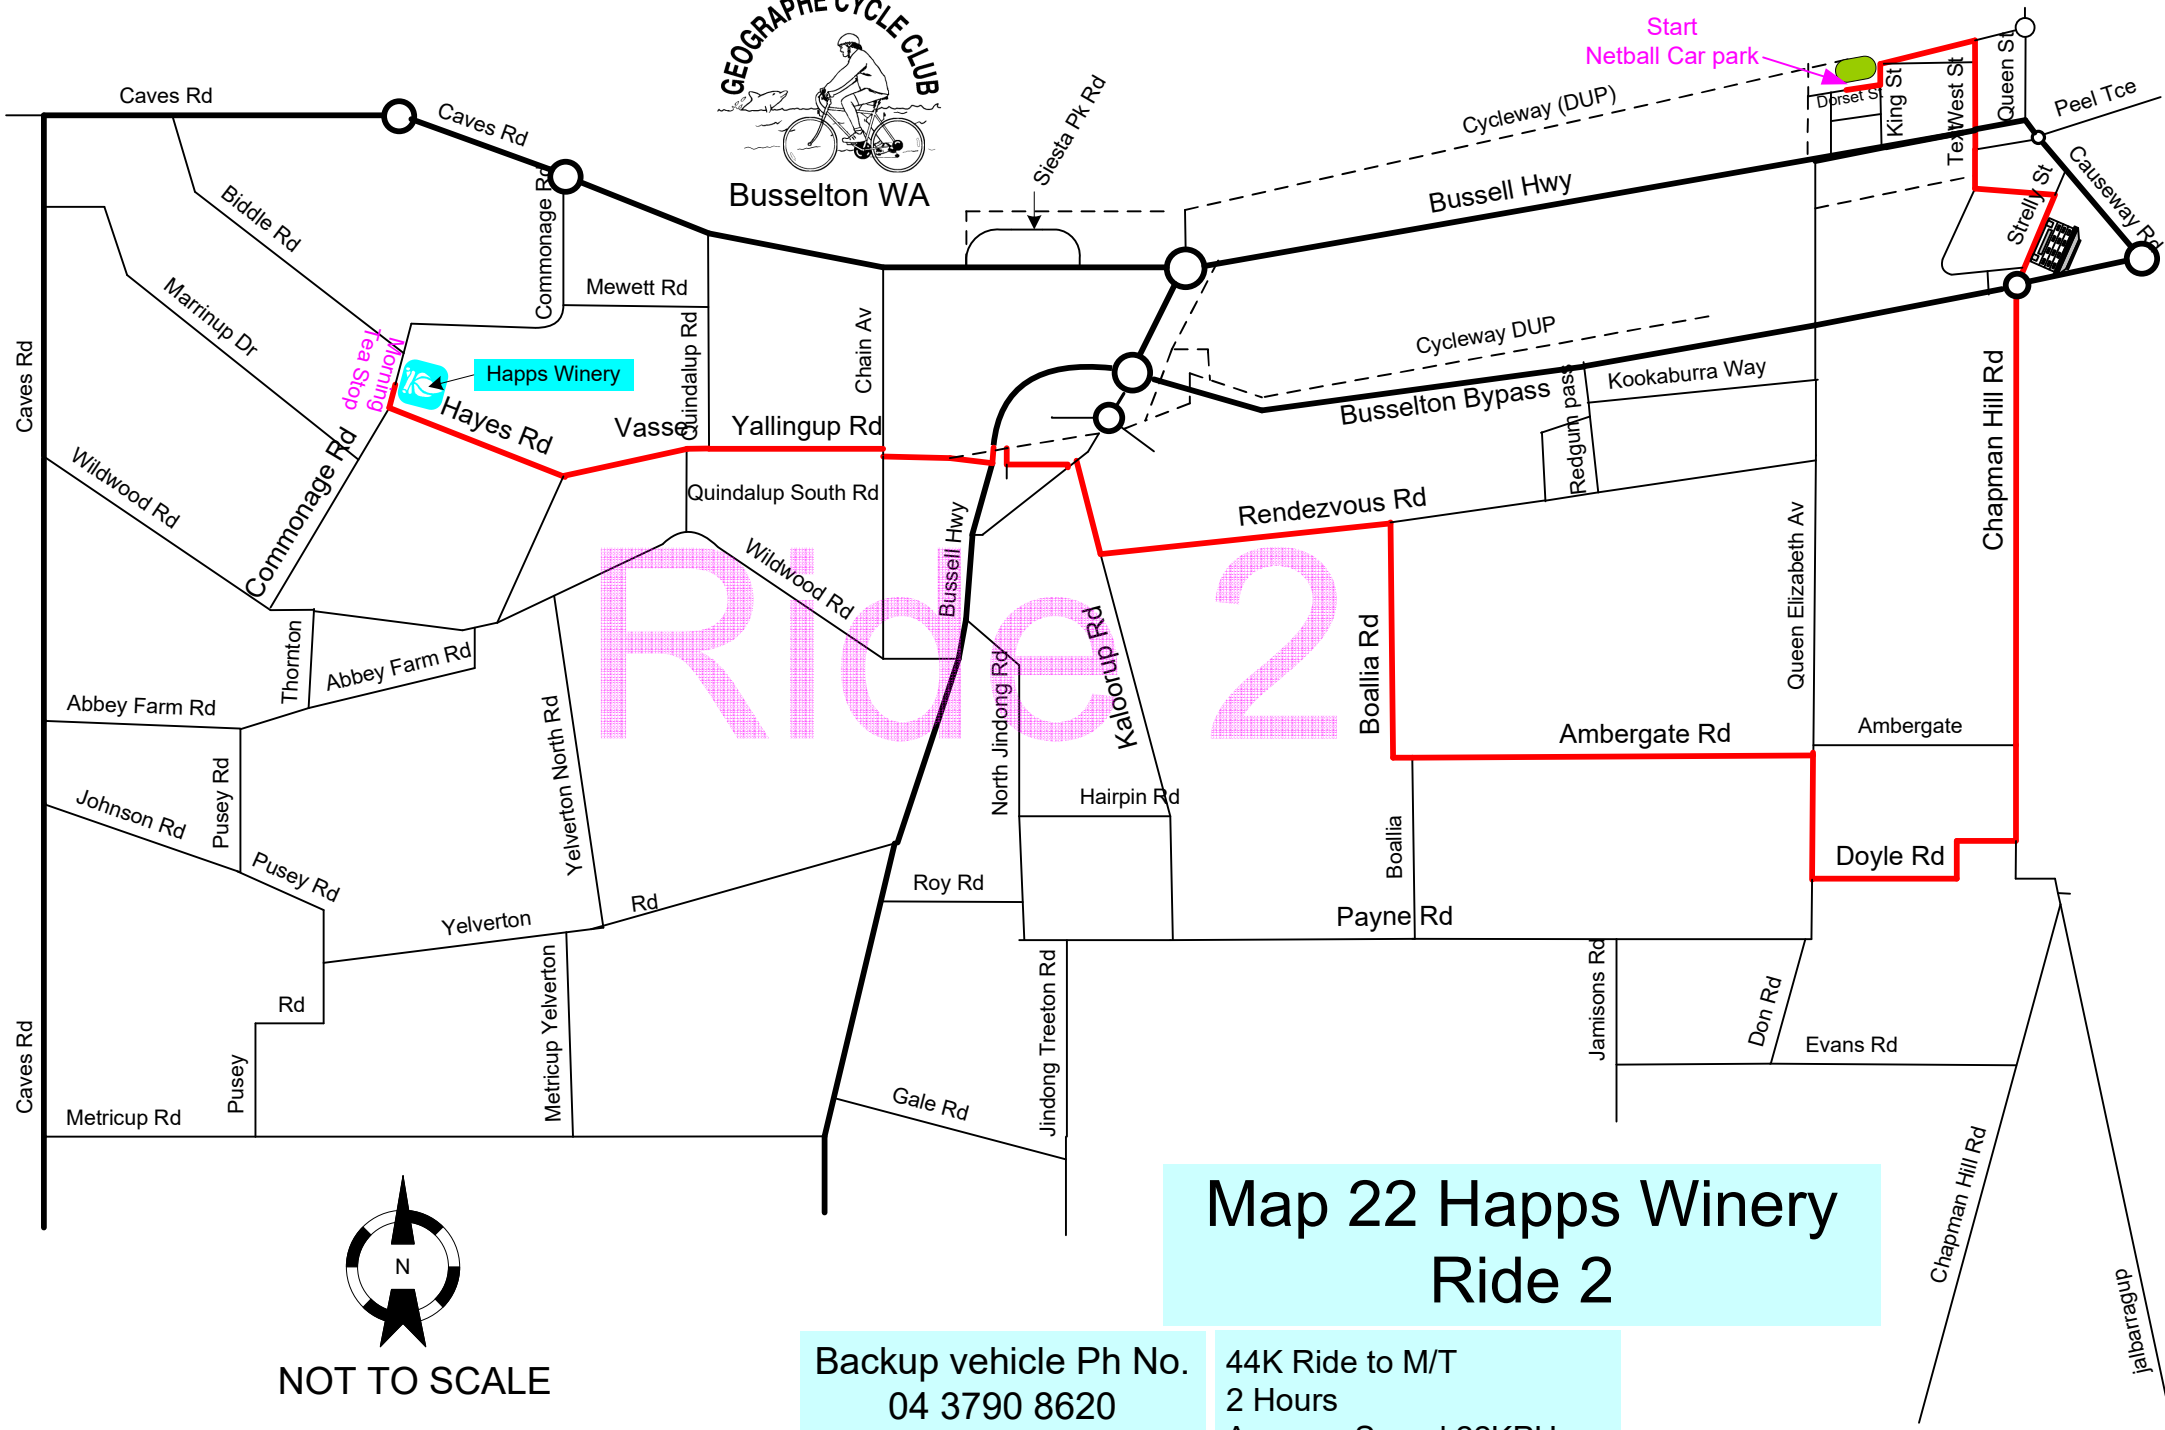 GEOGRAPHE CYCLE CLUB
Busselton WA
Start
Netball Car park
Caves Rd
Caves Rd
Siesta Pk Rd
Cycleway (DUP)
Dorset St
King St
West St
Text
Queen St
Peel Tce
Causeway Rd
Strelly St
Bussell Hwy
Biddle Rd
Commonage Rd
Mewett Rd
Marrinup Dr
Morning
Tea Stop
Happs Winery
Quindalup Rd
Chain Av
Cycleway DUP
Busselton Bypass
Redgum pass
Kookaburra Way
Chapman Hill Rd
Caves Rd
Hayes Rd
Vasse
Yallingup Rd
Wildwood Rd
Commonage Rd
Quindalup South Rd
Wildwood Rd
Bussell Hwy
Rendezvous Rd
Queen Elizabeth Av
Ride 2
Thornton
Abbey Farm Rd
Abbey Farm Rd
Yelverton North Rd
North Jindong Rd
Kaloorup Rd
Boallia Rd
Ambergate Rd
Ambergate
Pusey Rd
Johnson Rd
Pusey Rd
Hairpin Rd
Boallia
Doyle Rd
Roy Rd
Yelverton
Rd
Payne Rd
Rd
Pusey
Metricup Yelverton
Jindong Treeton Rd
Jamisons Rd
Don Rd
Evans Rd
Caves Rd
Metricup Rd
Gale Rd
Chapman Hill Rd
jalbarragup
N
NOT TO SCALE
Map 22 Happs Winery
Ride 2
Backup vehicle Ph No.
04 3790 8620
44K Ride to M/T
2 Hours